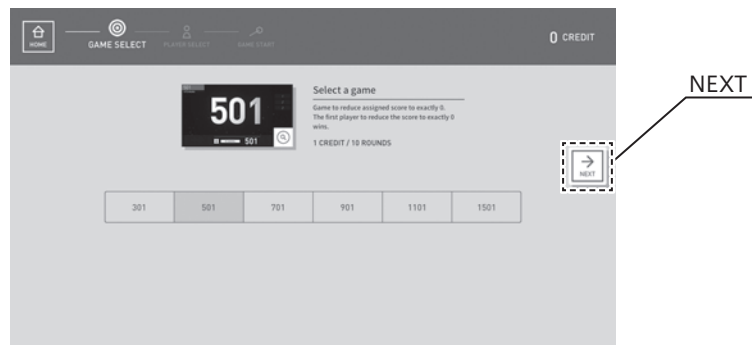 HOME
GAME SELECT
PLAYER SELECT
GAME START
0 CREDIT
501
501
Select a game
Game to reduce assigned score to exactly 0.
The first player to reduce the score to exactly 0
wins.
1 CREDIT / 10 ROUNDS
NEXT
NEXT
301 501 701 901 1101 1501